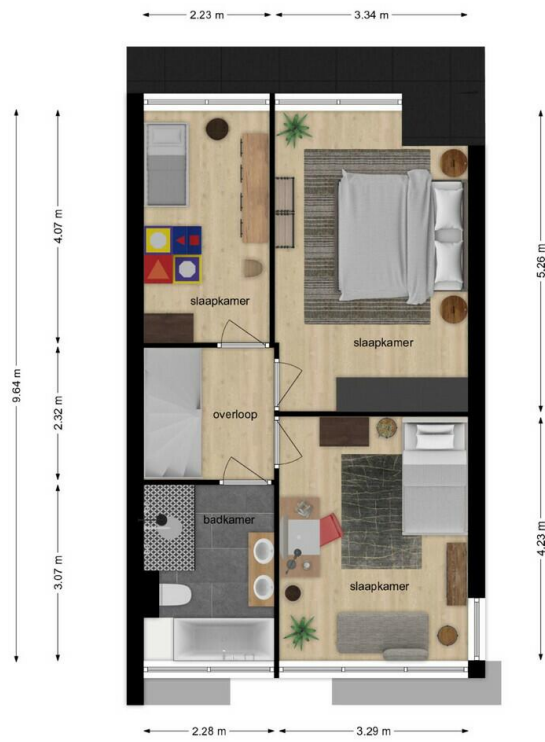 2.23 m
3.34 m
4.07 m
5.26 m
slaapkamer
slaapkamer
9.64 m
2.32 m
overloop
badkamer
4.23 m
3.07 m
slaapkamer
2.28 m
3.29 m